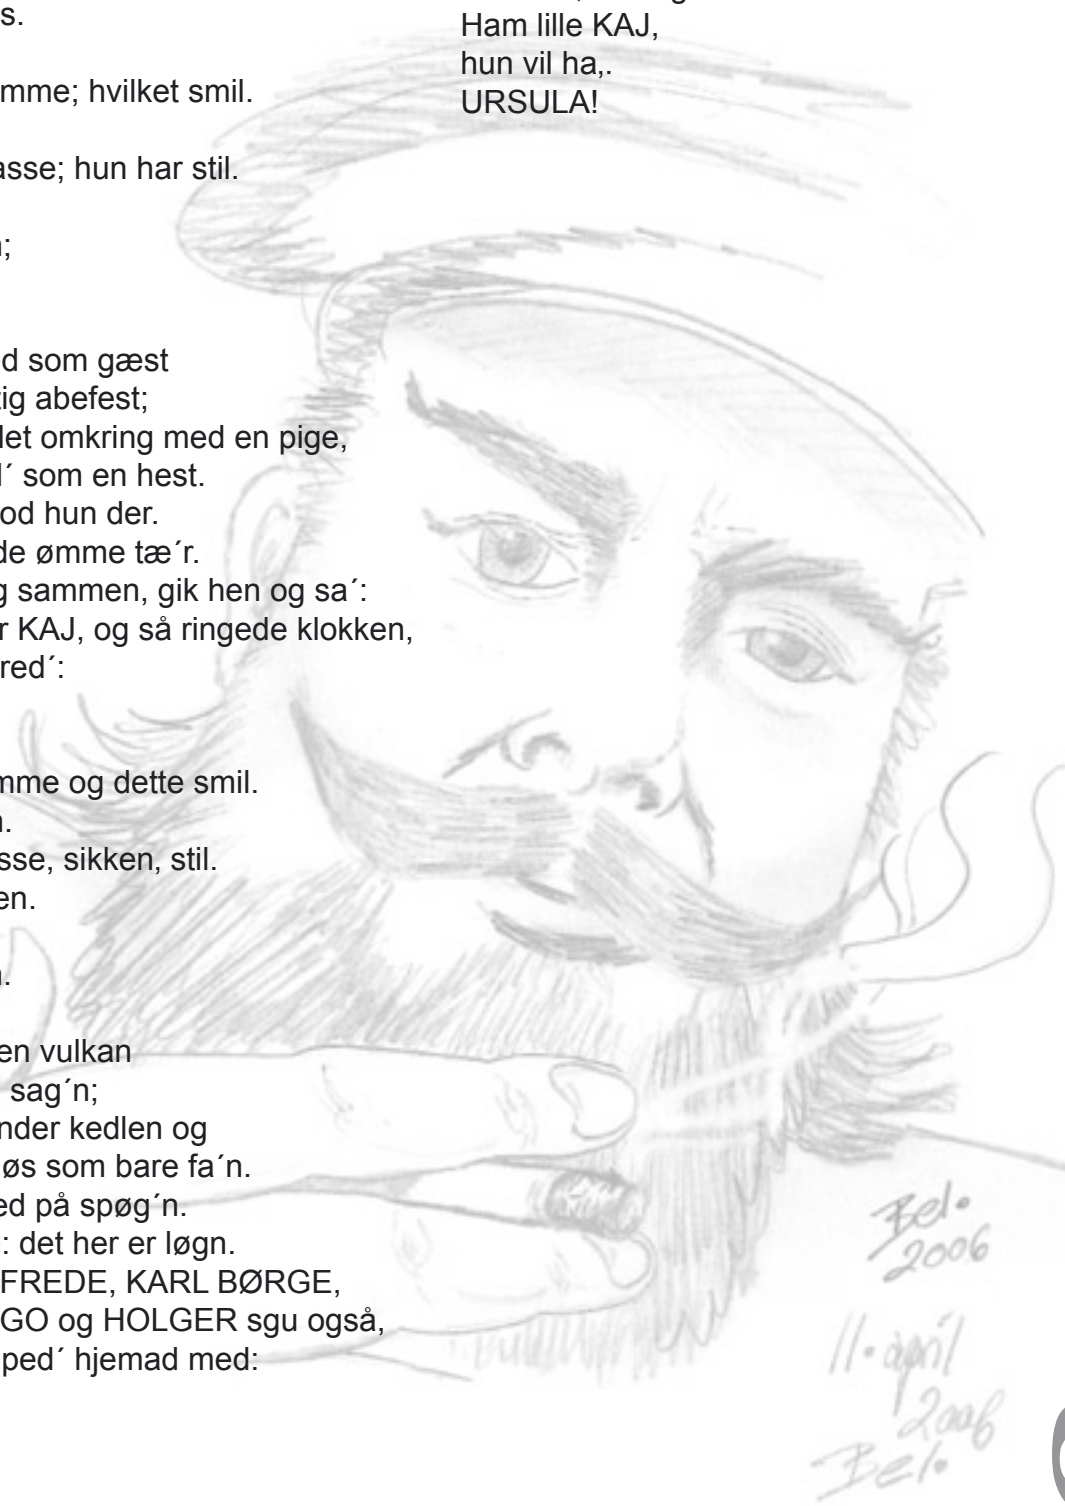 s.
mme; hvilket smil.
asse; hun har stil.
d som gæst
tig abefest;
let omkring med en pige,
l´ som en hest.
od hun der.
de ømme tæ´r.
g sammen, gik hen og sa´:
r KAJ, og så ringede klokken,
red´:
mme og dette smil.
sse, sikken, stil.
en.
en vulkan
sag´n;
nder kedlen og
øs som bare fa´n.
ed på spøg´n.
: det her er løgn.
FREDE, KARL BØRGE,
GO og HOLGER sgu også,
ped´ hjemad med:
Ham lille KAJ,
hun vil ha,.
URSULA!
Bel.
2006
11. april
2006
Bel.